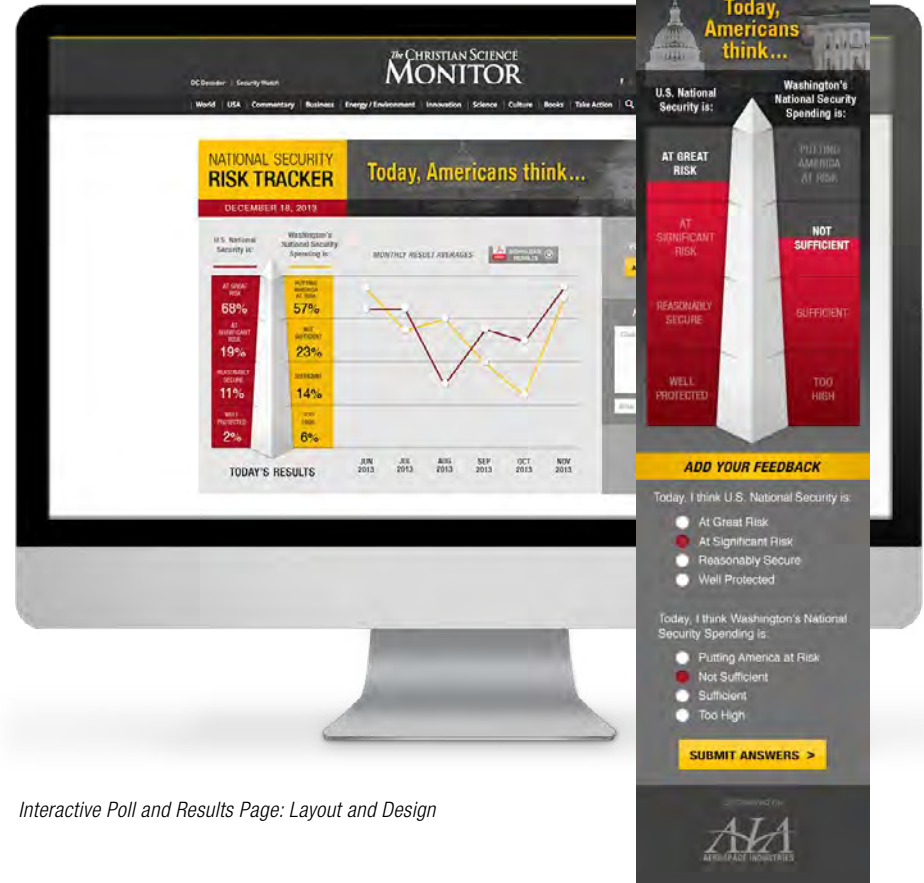 The CHRISTIAN SCIENCE
MONITOR
DC Decoder | Security Watch
World | USA | Commentary | Business | Energy / Environment | Innovation | Science | Culture | Books | Take Action
NATIONAL SECURITY
RISK TRACKER
DECEMBER 18, 2013
Today, Americans think...
U.S. National
Security is:
Washington's
National Security
Spending is:
MONTHLY RESULT AVERAGES
DOWNLOAD
RESULTS
AT GREAT
RISK
68%
AT
SIGNIFICANT
RISK
19%
REASONABLY
SECURE
11%
WELL
PROTECTED
2%
PUTTING
AMERICA
AT RISK
57%
NOT
SUFFICIENT
23%
SUFFICIENT
14%
TOO
HIGH
6%
TODAY'S RESULTS
JUN
2013
JUL
2013
AUG
2013
SEP
2013
OCT
2013
NOV
2013
Today,
Americans
think...
U.S. National
Security is:
Washington's
National Security
Spending is:
AT GREAT
RISK
AT
SIGNIFICANT
RISK
REASONABLY
SECURE
WELL
PROTECTED
PUTTING
AMERICA
AT RISK
NOT
SUFFICIENT
SUFFICIENT
TOO
HIGH
ADD YOUR FEEDBACK
Today, I think U.S. National Security is:
At Great Risk
At Significant Risk
Reasonably Secure
Well Protected
Today, I think Washington's National
Security Spending is:
Putting America at Risk
Not Sufficient
Sufficient
Too High
SUBMIT ANSWERS >
AIA
AEROSPACE INDUSTRIES
Interactive Poll and Results Page: Layout and Design